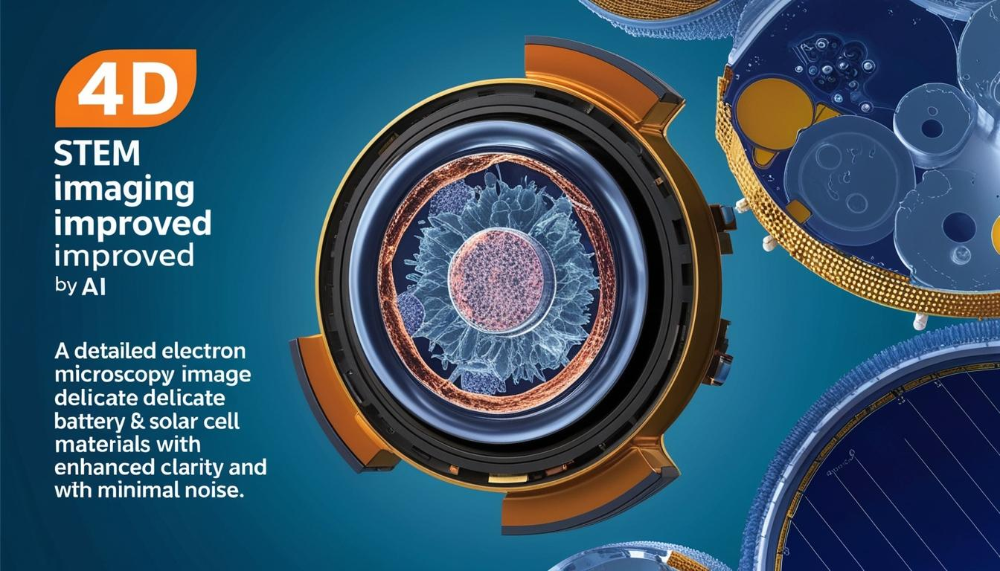 4D
STEM
imaging
improved
improved
by AI
A detailed electron
microscopy image
delicate delicate
battery & solar cell
materials with
enhanced clarity and
wth minimal noise.